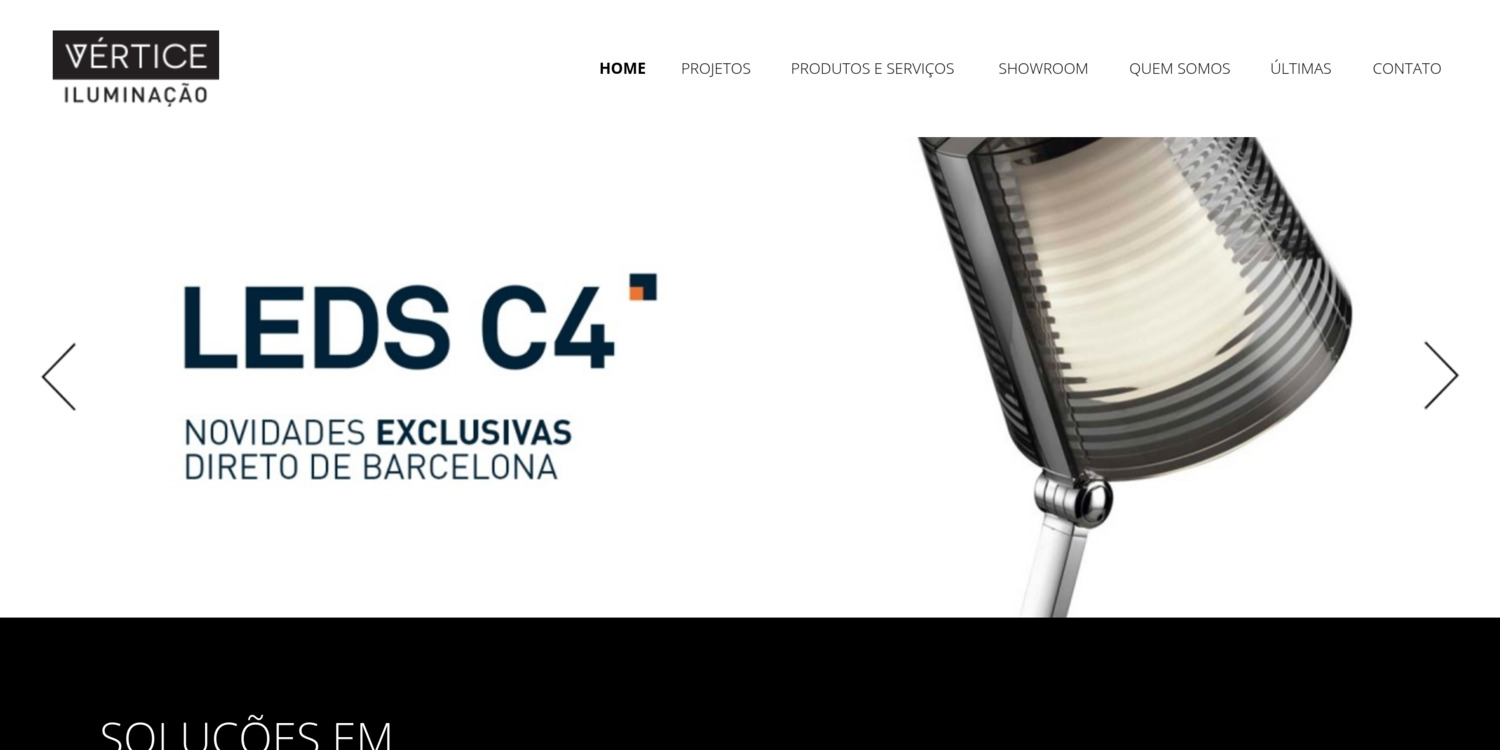 VÉRTICE
ILUMINAÇÃO
HOME PROJETOS PRODUTOS E SERVIÇOS SHOWROOM QUEM SOMOS ÚLTIMAS CONTATO
LEDS C4
NOVIDADES EXCLUSIVAS
DIRETO DE BARCELONA
SOLUÇÕES EM